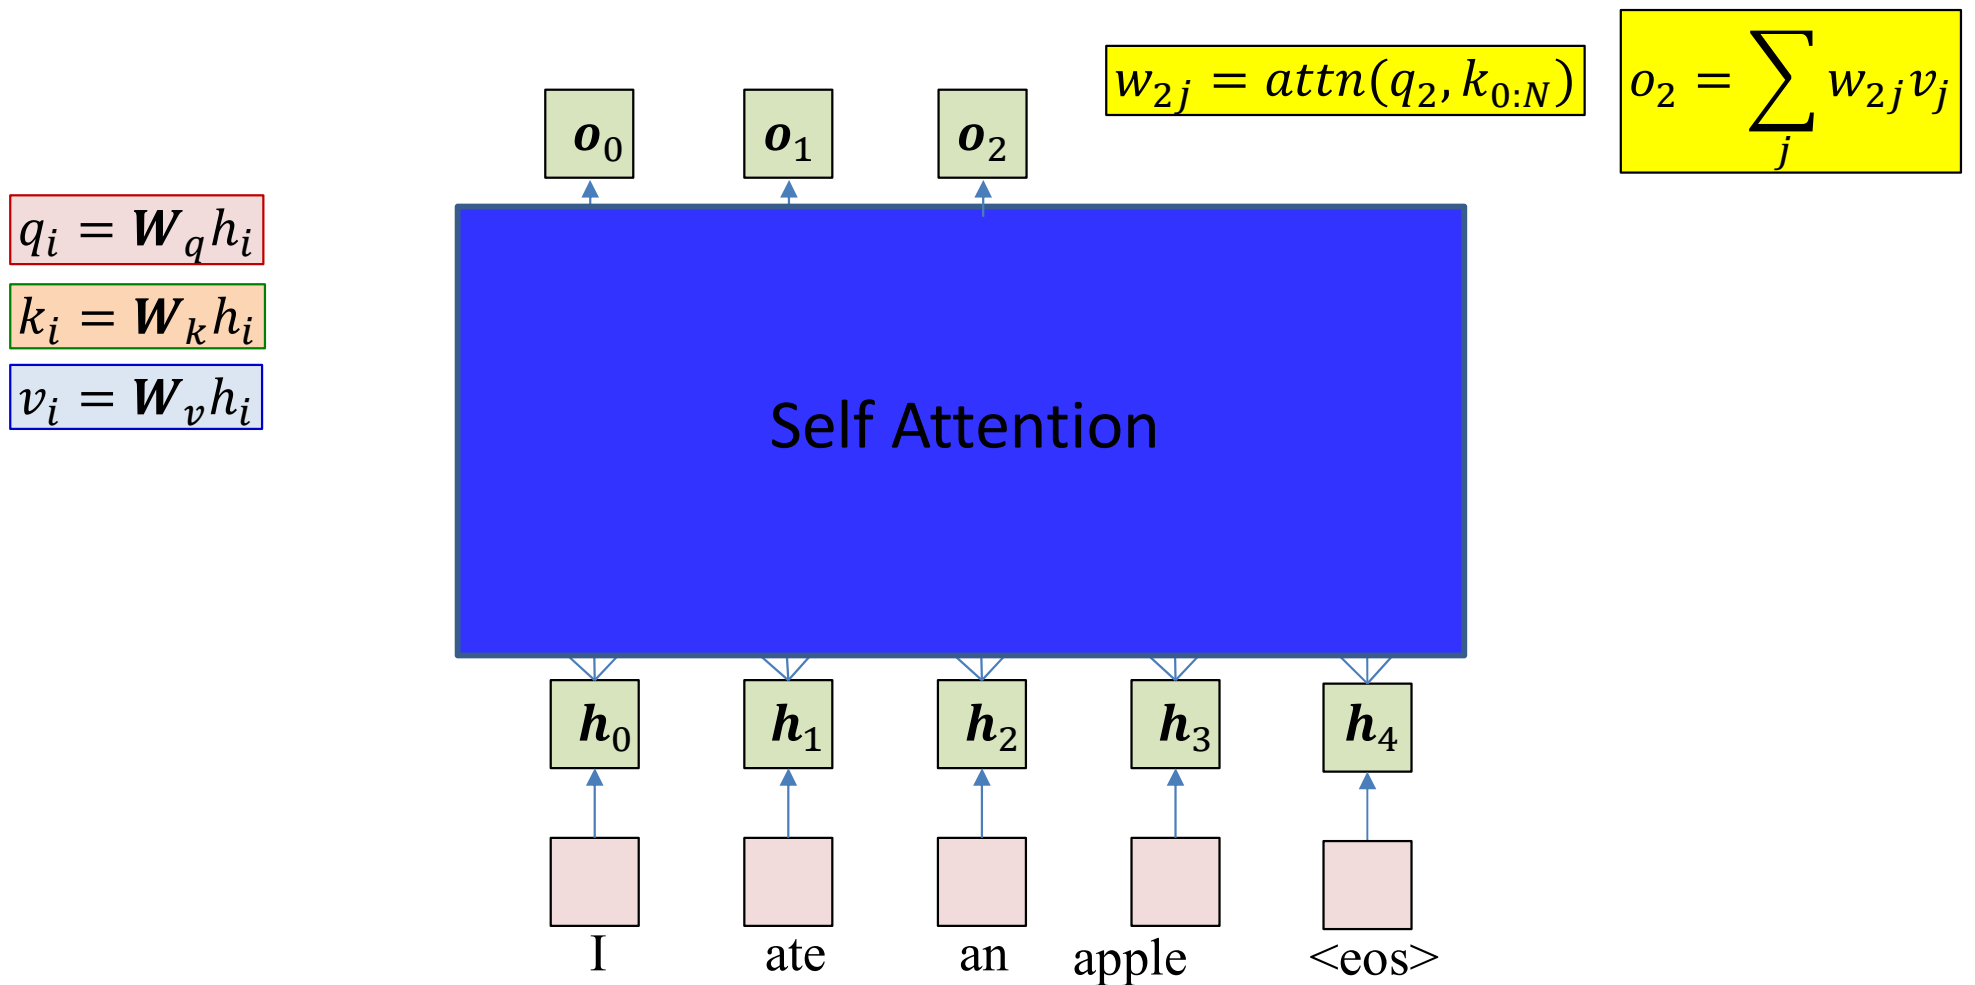 w_{2j} = attn(q_2, k_{0:N})
o_2 = \sum_j w_{2j} v_j
o_0 o_1 o_2
q_i = W_q h_i
k_i = W_k h_i
v_i = W_v h_i
Self Attention
h_0 h_1 h_2 h_3 h_4
I ate an apple <eos>